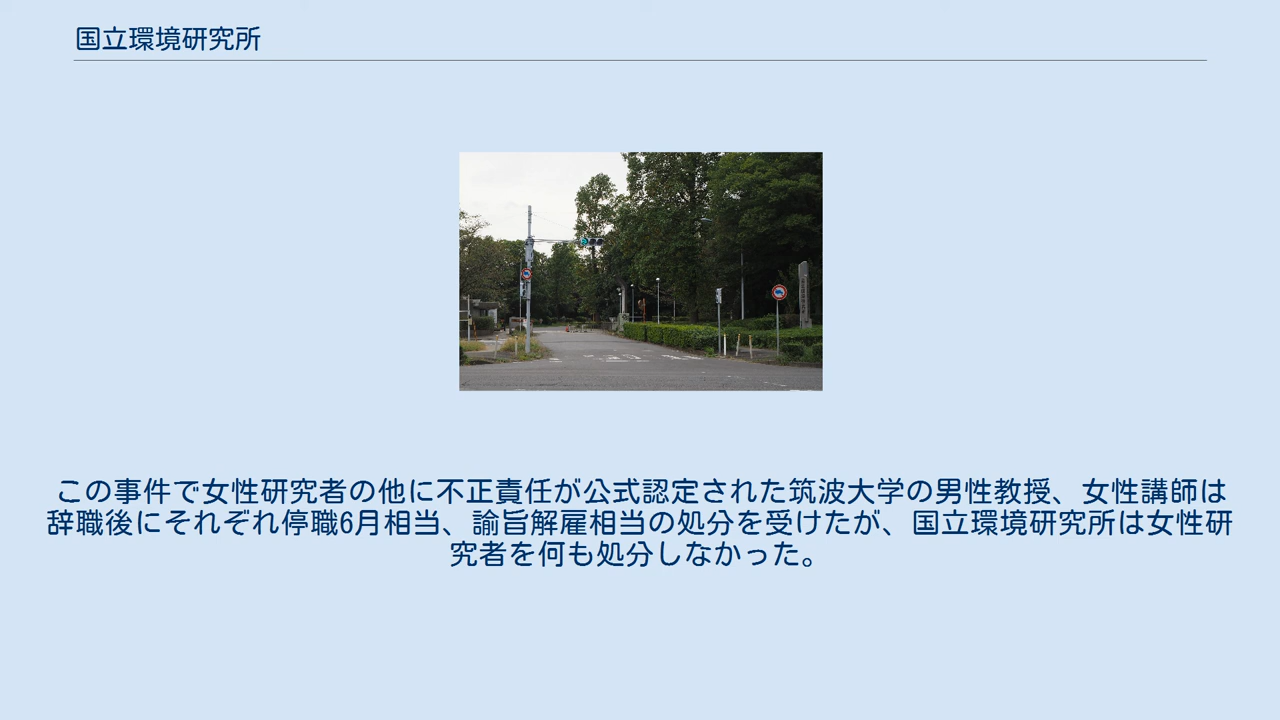 国立環境研究所
この事件で女性研究者の他に不正責任が公式認定された筑波大学の男性教授、女性講師は
辞職後にそれぞれ停職6月相当、諭旨解雇相当の処分を受けたが、国立環境研究所は女性研
究者を何も処分しなかった。